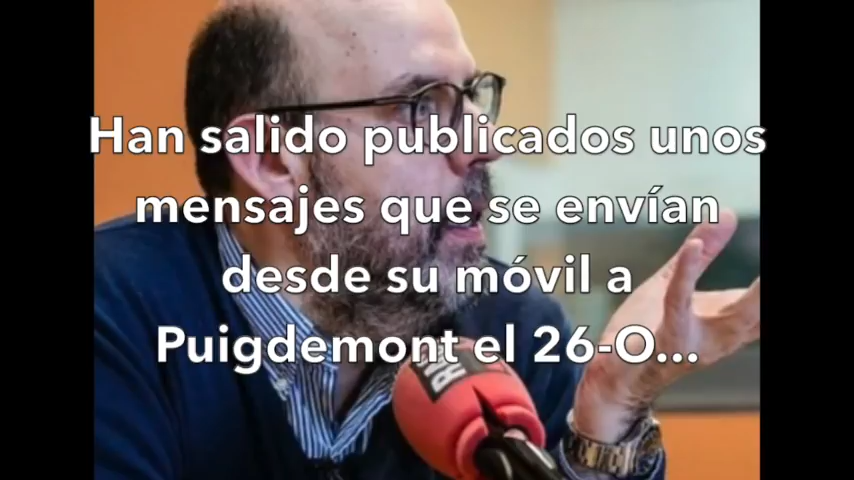 Han salido publicados unos
mensajes que se envían
desde su móvil a
Puigdemont el 26-O...